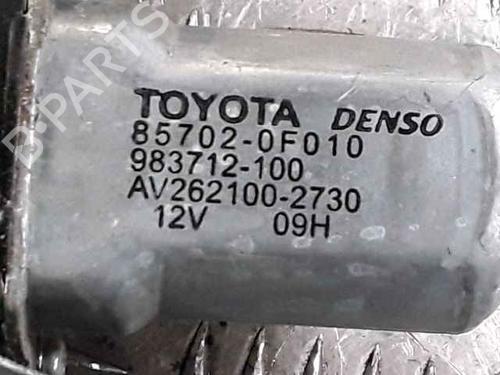 B-PARTS
TOYOTA DENSO
85702-0F010
983712-100
AV262100-2730
12V 09H